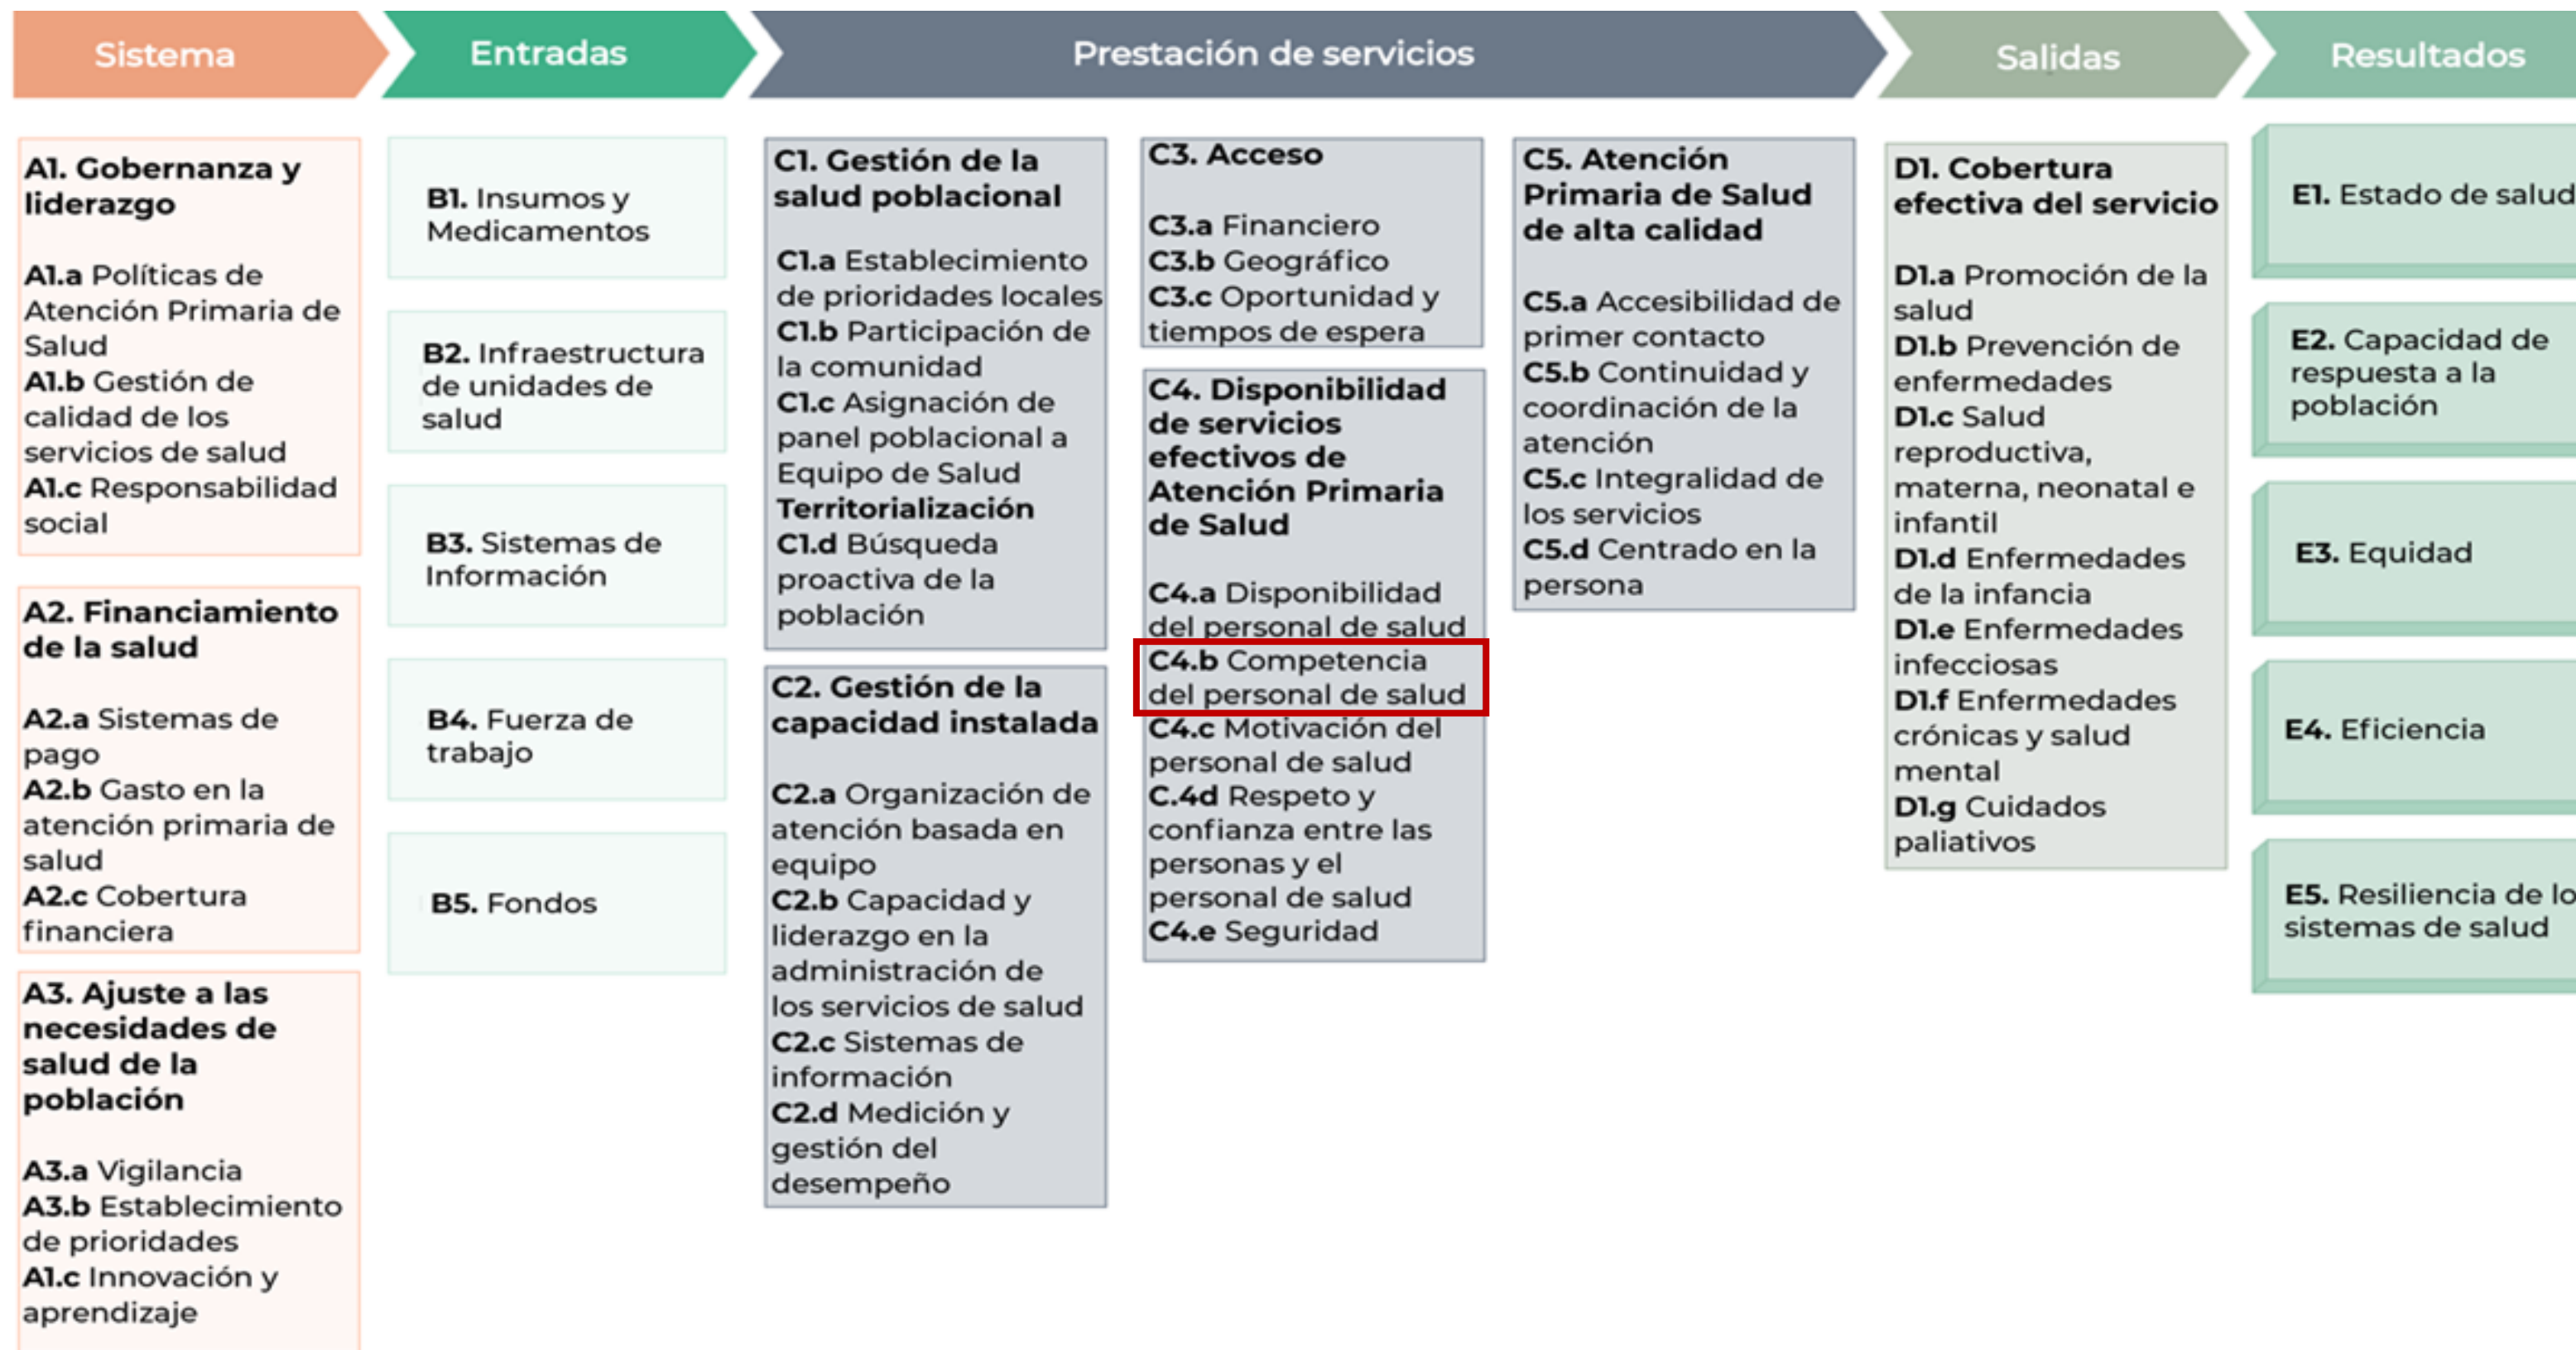 Sistema
Entradas
Prestación de servicios
Salidas
Resultados
A1. Gobernanza y
liderazgo
A1.a Políticas de
Atención Primaria de
Salud
A1.b Gestión de
calidad de los
servicios de salud
A1.c Responsabilidad
social
A2. Financiamiento
de la salud
A2.a Sistemas de
pago
A2.b Gasto en la
atención primaria de
salud
A2.c Cobertura
financiera
A3. Ajuste a las
necesidades de
salud de la
población
A3.a Vigilancia
A3.b Establecimiento
de prioridades
A1.c Innovación y
aprendizaje
B1. Insumos y
Medicamentos
B2. Infraestructura
de unidades de
salud
B3. Sistemas de
Información
B4. Fuerza de
trabajo
B5. Fondos
C1. Gestión de la
salud poblacional
C1.a Establecimiento
de prioridades locales
C1.b Participación de
la comunidad
C1.c Asignación de
panel poblacional a
Equipo de Salud
Territorialización
C1.d Búsqueda
proactiva de la
población
C2. Gestión de la
capacidad instalada
C2.a Organización de
atención basada en
equipo
C2.b Capacidad y
liderazgo en la
administración de
los servicios de salud
C2.c Sistemas de
información
C2.d Medición y
gestión del
desempeño
C3. Acceso
C3.a Financiero
C3.b Geográfico
C3.c Oportunidad y
tiempos de espera
C4. Disponibilidad
de servicios
efectivos de
Atención Primaria
de Salud
C4.a Disponibilidad
del personal de salud
C4.b Competencia
del personal de salud
C4.c Motivación del
personal de salud
C.4d Respeto y
confianza entre las
personas y el
personal de salud
C4.e Seguridad
C5. Atención
Primaria de Salud
de alta calidad
C5.a Accesibilidad de
primer contacto
C5.b Continuidad y
coordinación de la
atención
C5.c Integralidad de
los servicios
C5.d Centrado en la
persona
D1. Cobertura
efectiva del servicio
D1.a Promoción de la
salud
D1.b Prevención de
enfermedades
D1.c Salud
reproductiva,
materna, neonatal e
infantil
D1.d Enfermedades
de la infancia
D1.e Enfermedades
infecciosas
D1.f Enfermedades
crónicas y salud
mental
D1.g Cuidados
paliativos
E1. Estado de salud
E2. Capacidad de
respuesta a la
población
E3. Equidad
E4. Eficiencia
E5. Resiliencia de lo
sistemas de salud